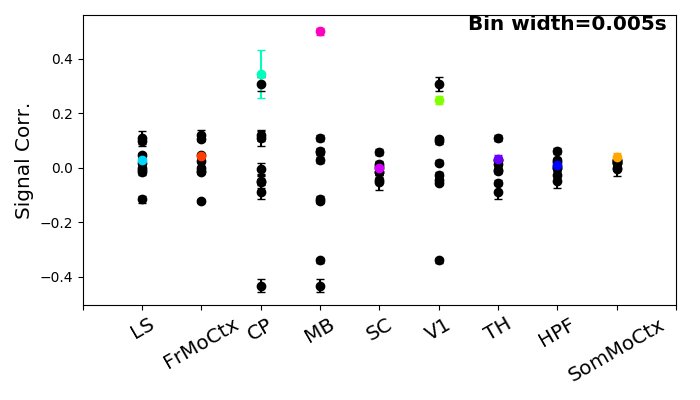 Bin width=0.005s
Signal Corr.
0.4
0.2
0.0
−0.2
−0.4
LS
FrMoCtx
CP
MB
SC
V1
TH
HPF
SomMoCtx